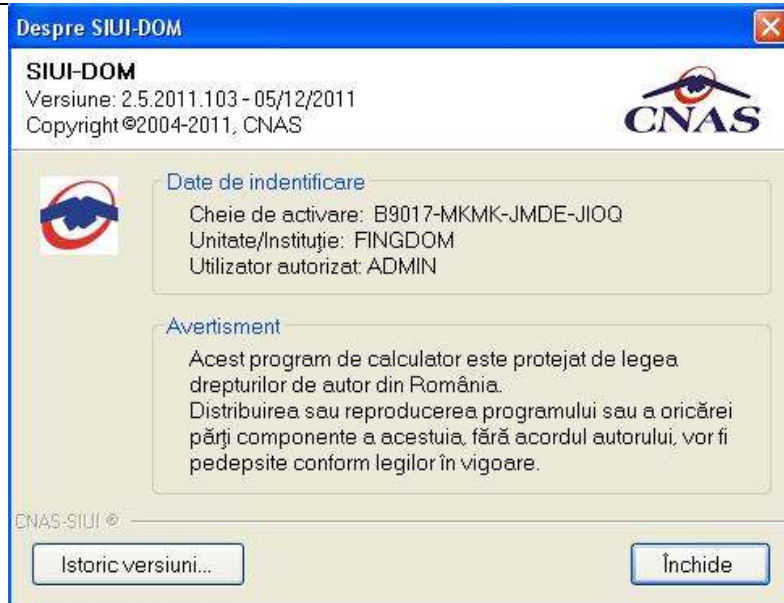 Despre SIUI-DOM
SIUI-DOM
Versiune: 2.5.2011.103 - 05/12/2011
Copyright ©2004-2011, CNAS
CNAS
Date de indentificare
Cheie de activare: B9017-MKMK-JMDE-JIOQ
Unitate/Instituţie: FINGDOM
Utilizator autorizat: ADMIN
Avertisment
Acest program de calculator este protejat de legea
drepturilor de autor din România.
Distribuirea sau reproducerea programului sau a oricărei
părţi componente a acestuia, fără acordul autorului, vor fi
pedepsite conform legilor în vigoare.
CNAS-SIUI ®
Istoric versiuni...
Închide